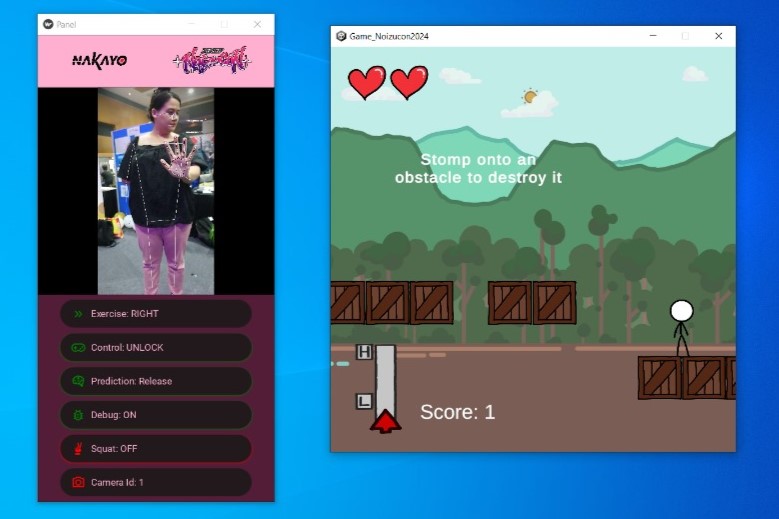 Panel
NAKAYO
Exercise: RIGHT
Control: UNLOCK
Prediction: Release
Debug: ON
Squat: OFF
Camera Id: 1
Game_Noizucon2024
Stomp onto an
obstacle to destroy it
H
L
Score: 1